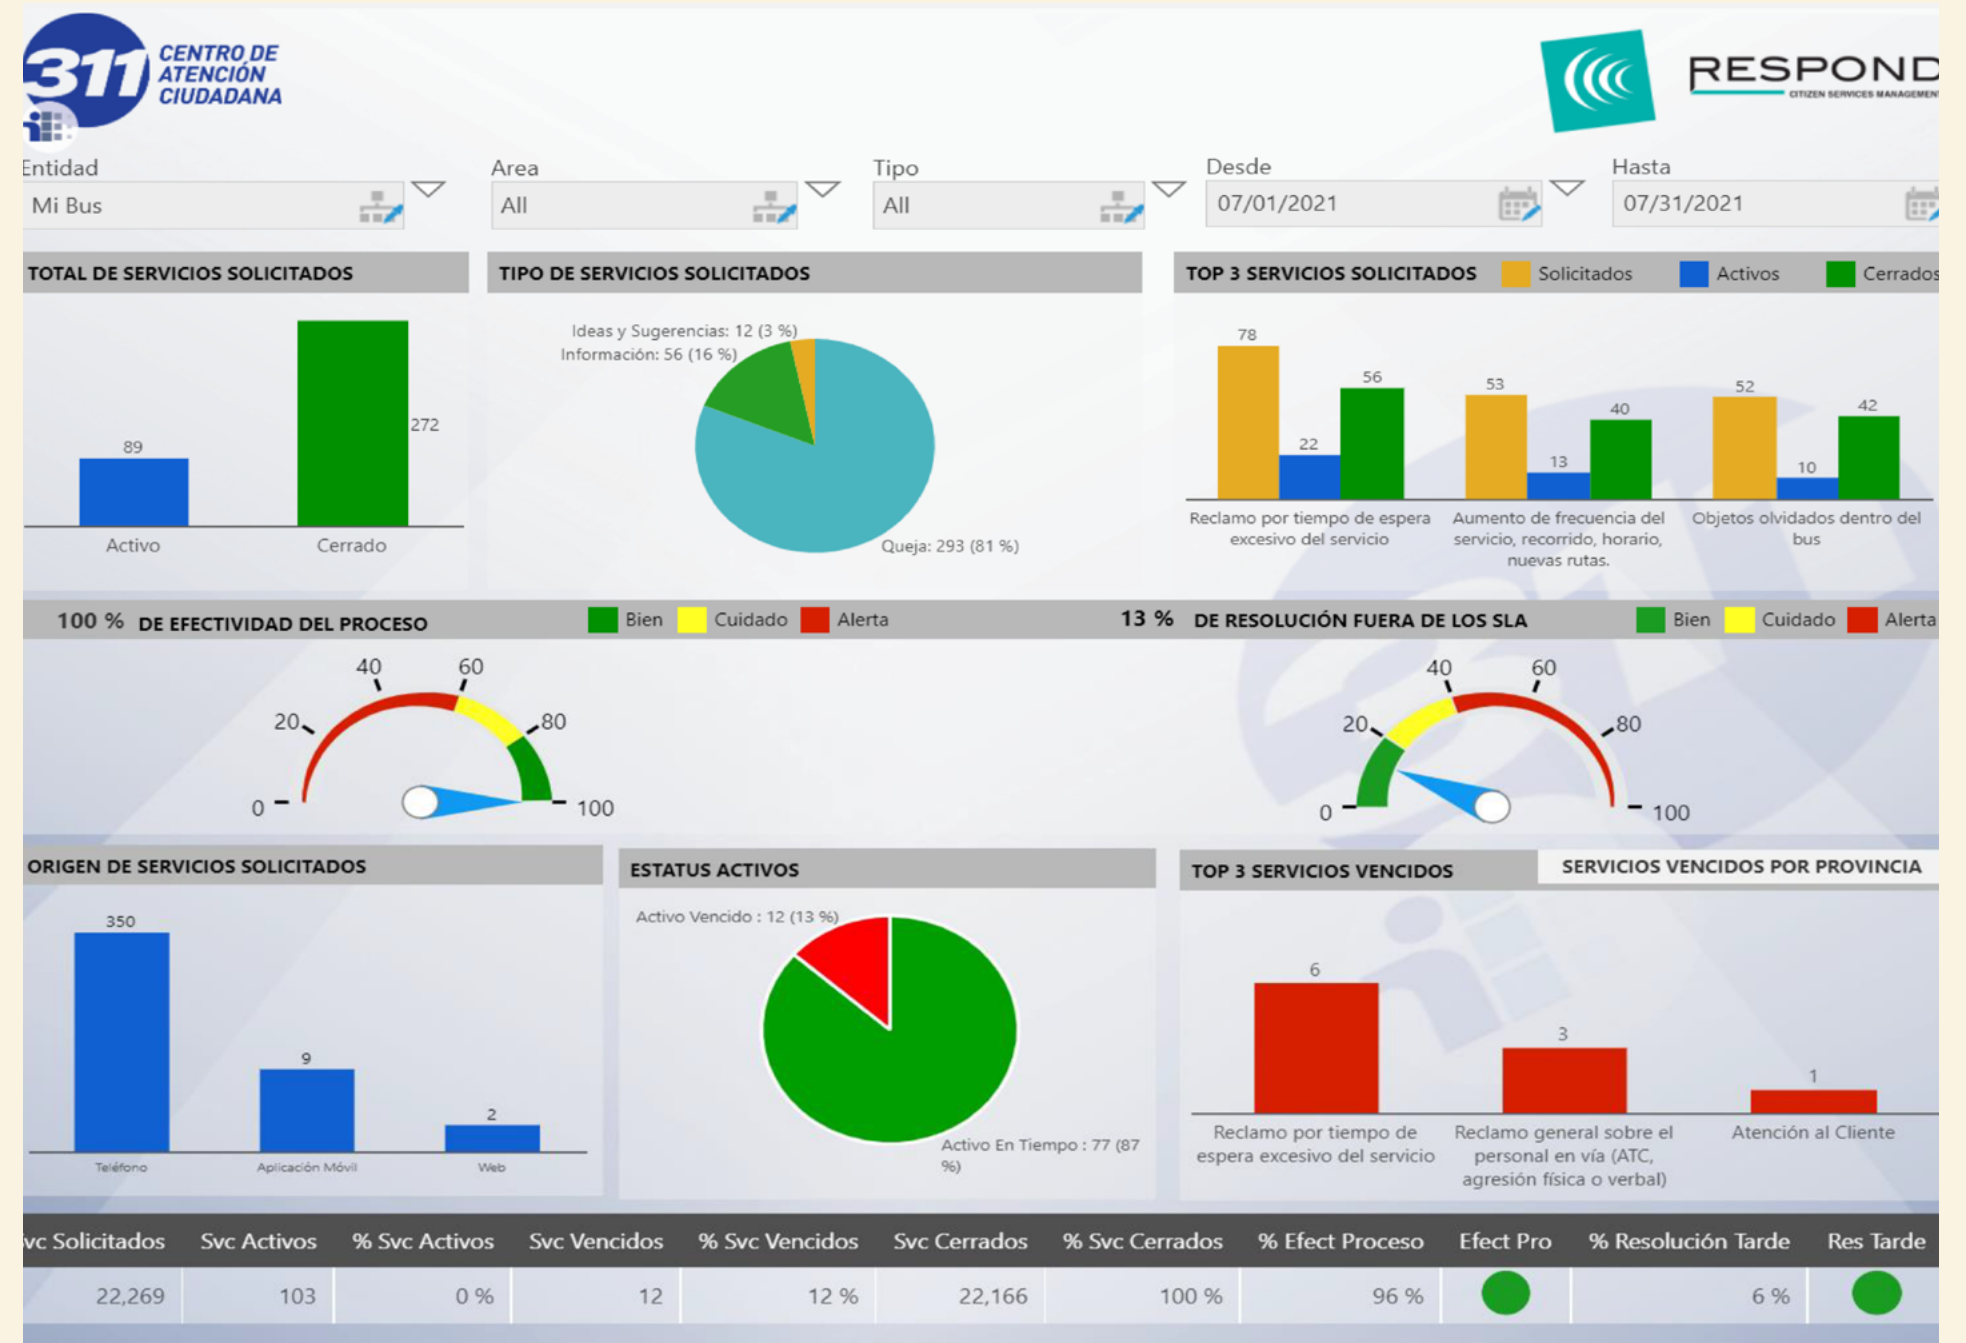 311
CENTRO DE
ATENCIÓN
CIUDADANA
RESPOND
CITIZEN SERVICES MANAGEMENT
Entidad
Mi Bus
Area
All
Tipo
All
Desde
07/01/2021
Hasta
07/31/2021
TOTAL DE SERVICIOS SOLICITADOS
89
272
Activo
Cerrado
TIPO DE SERVICIOS SOLICITADOS
Ideas y Sugerencias: 12 (3 %)
Información: 56 (16 %)
Queja: 293 (81 %)
TOP 3 SERVICIOS SOLICITADOS
Solicitados
Activos
Cerrados
78
22
56
53
13
40
52
10
42
Reclamo por tiempo de espera
excesivo del servicio
Aumento de frecuencia del
servicio, recorrido, horario,
nuevas rutas.
Objetos olvidados dentro del
bus
100 % DE EFECTIVIDAD DEL PROCESO
Bien
Cuidado
Alerta
0
20
40
60
80
100
13 % DE RESOLUCIÓN FUERA DE LOS SLA
Bien
Cuidado
Alerta
0
20
40
60
80
100
ORIGEN DE SERVICIOS SOLICITADOS
350
9
2
Teléfono
Aplicación Móvil
Web
ESTATUS ACTIVOS
Activo Vencido : 12 (13 %)
Activo En Tiempo : 77 (87
%)
TOP 3 SERVICIOS VENCIDOS
SERVICIOS VENCIDOS POR PROVINCIA
6
3
1
Reclamo por tiempo de
espera excesivo del servicio
Reclamo general sobre el
personal en vía (ATC,
agresión física o verbal)
Atención al Cliente
vc Solicitados Svc Activos % Svc Activos Svc Vencidos % Svc Vencidos Svc Cerrados % Svc Cerrados % Efect Proceso Efect Pro % Resolución Tarde Res Tarde
22,269 103 0 % 12 12 % 22,166 100 % 96 % 6 %